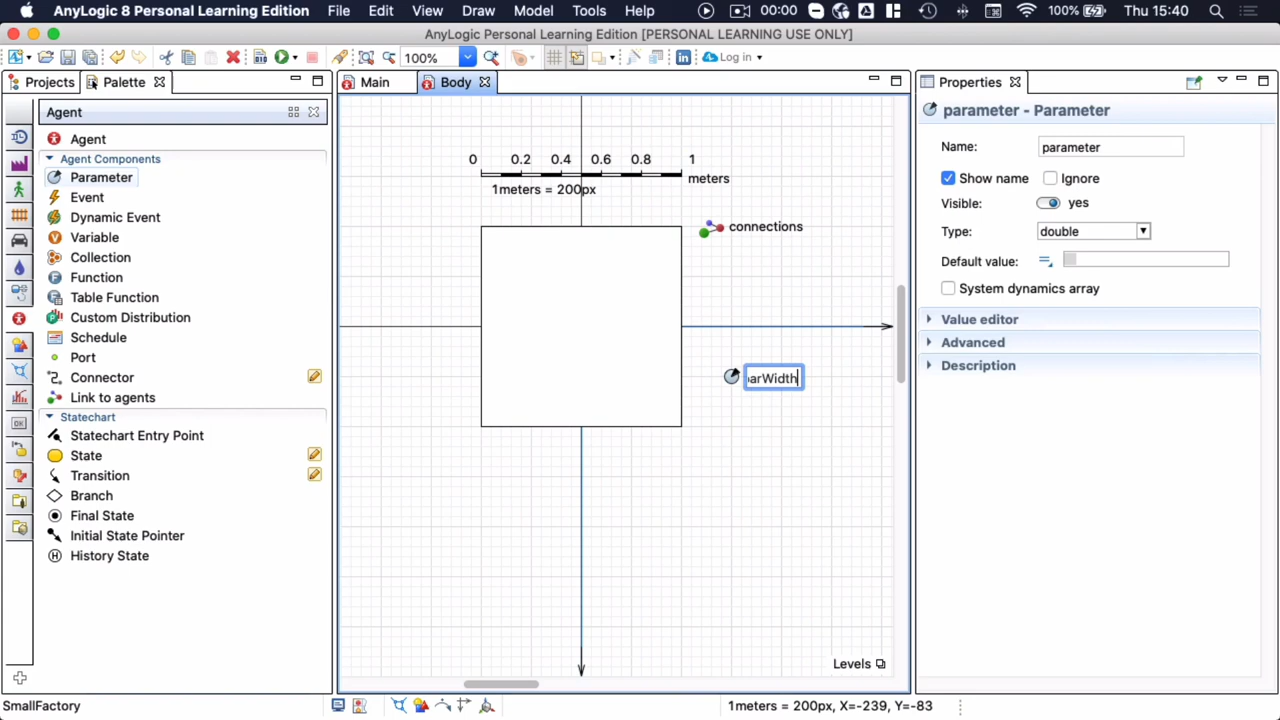 AnyLogic 8 Personal Learning Edition File Edit View Draw Model Tools Help 00:00 100% Thu 15:40
AnyLogic Personal Learning Edition [PERSONAL LEARNING USE ONLY]
100% Log in
Projects Palette
Agent
Agent
Agent Components
Parameter
Event
Dynamic Event
Variable
Collection
Function
Table Function
Custom Distribution
Schedule
Port
Connector
Link to agents
Statechart
Statechart Entry Point
State
Transition
Branch
Final State
Initial State Pointer
History State
Main Body
0 0.2 0.4 0.6 0.8 1
meters
1meters = 200px
connections
parWidth
Levels
Properties
parameter - Parameter
Name: parameter
Show name Ignore
Visible: yes
Type: double
Default value:
System dynamics array
Value editor
Advanced
Description
SmallFactory 1meters = 200px, X=-239, Y=-83